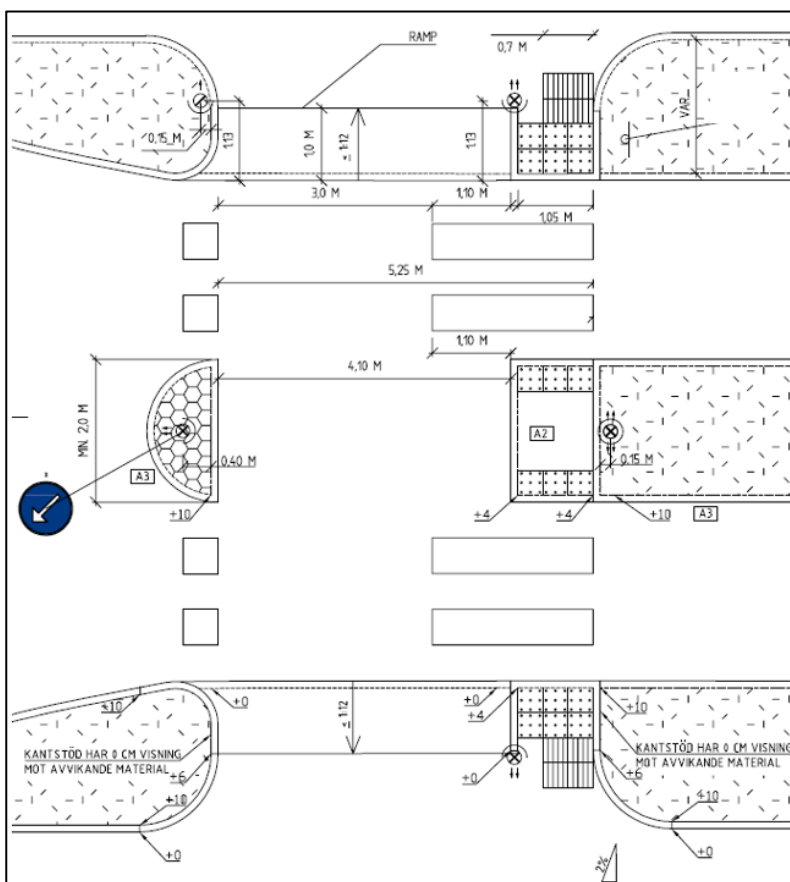 RAMP
0,7 M
VAR
0,15 M
1.13
1,0 M
≤ 1:12
1.13
3,0 M
1,10 M
1,05 M
5,25 M
1,10 M
4,10 M
MIN. 2,0 M
A2
0.40 M
0.15 M
A3
+10
+4
+4
+10
A3
+10
+0
+0
+4
+10
≤ 1:12
KANTSTÖD HAR 0 CM VISNING
MOT AVVIKANDE MATERIAL
KANTSTÖD HAR 0 CM VISNING
MOT AVVIKANDE MATERIAL
+6
+0
+6
+10
+10
+0
+0
2%